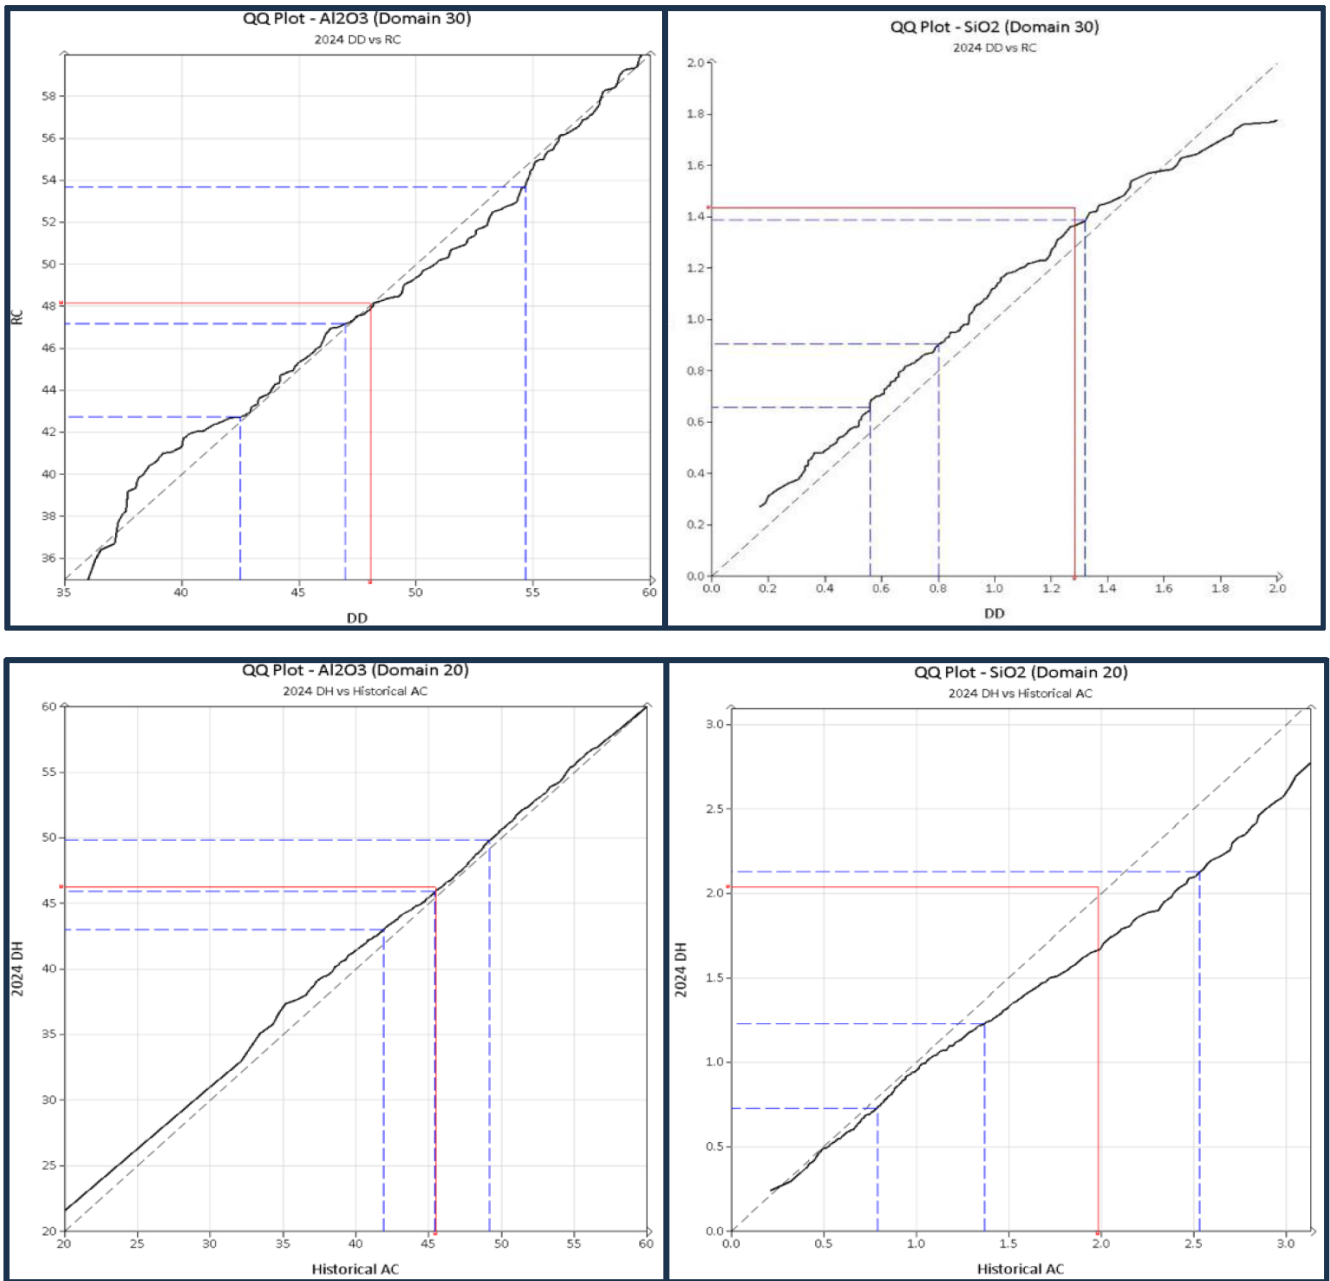 QQ Plot - Al2O3 (Domain 30)
2024 DD vs RC
58
56
54
52
50
48
46
44
42
40
38
36
RC
35 40 45 50 55 60
DD
QQ Plot - SiO2 (Domain 30)
2024 DD vs RC
2.0
1.8
1.6
1.4
1.2
1.0
0.8
0.6
0.4
0.2
0.0
0.0 0.2 0.4 0.6 0.8 1.0 1.2 1.4 1.6 1.8 2.0
DD
QQ Plot - Al2O3 (Domain 20)
2024 DH vs Historical AC
60
55
50
45
40
35
30
25
20
2024 DH
20 25 30 35 40 45 50 55 60
Historical AC
QQ Plot - SiO2 (Domain 20)
2024 DH vs Historical AC
3.0
2.5
2.0
1.5
1.0
0.5
0.0
2024 DH
0.0 0.5 1.0 1.5 2.0 2.5 3.0
Historical AC